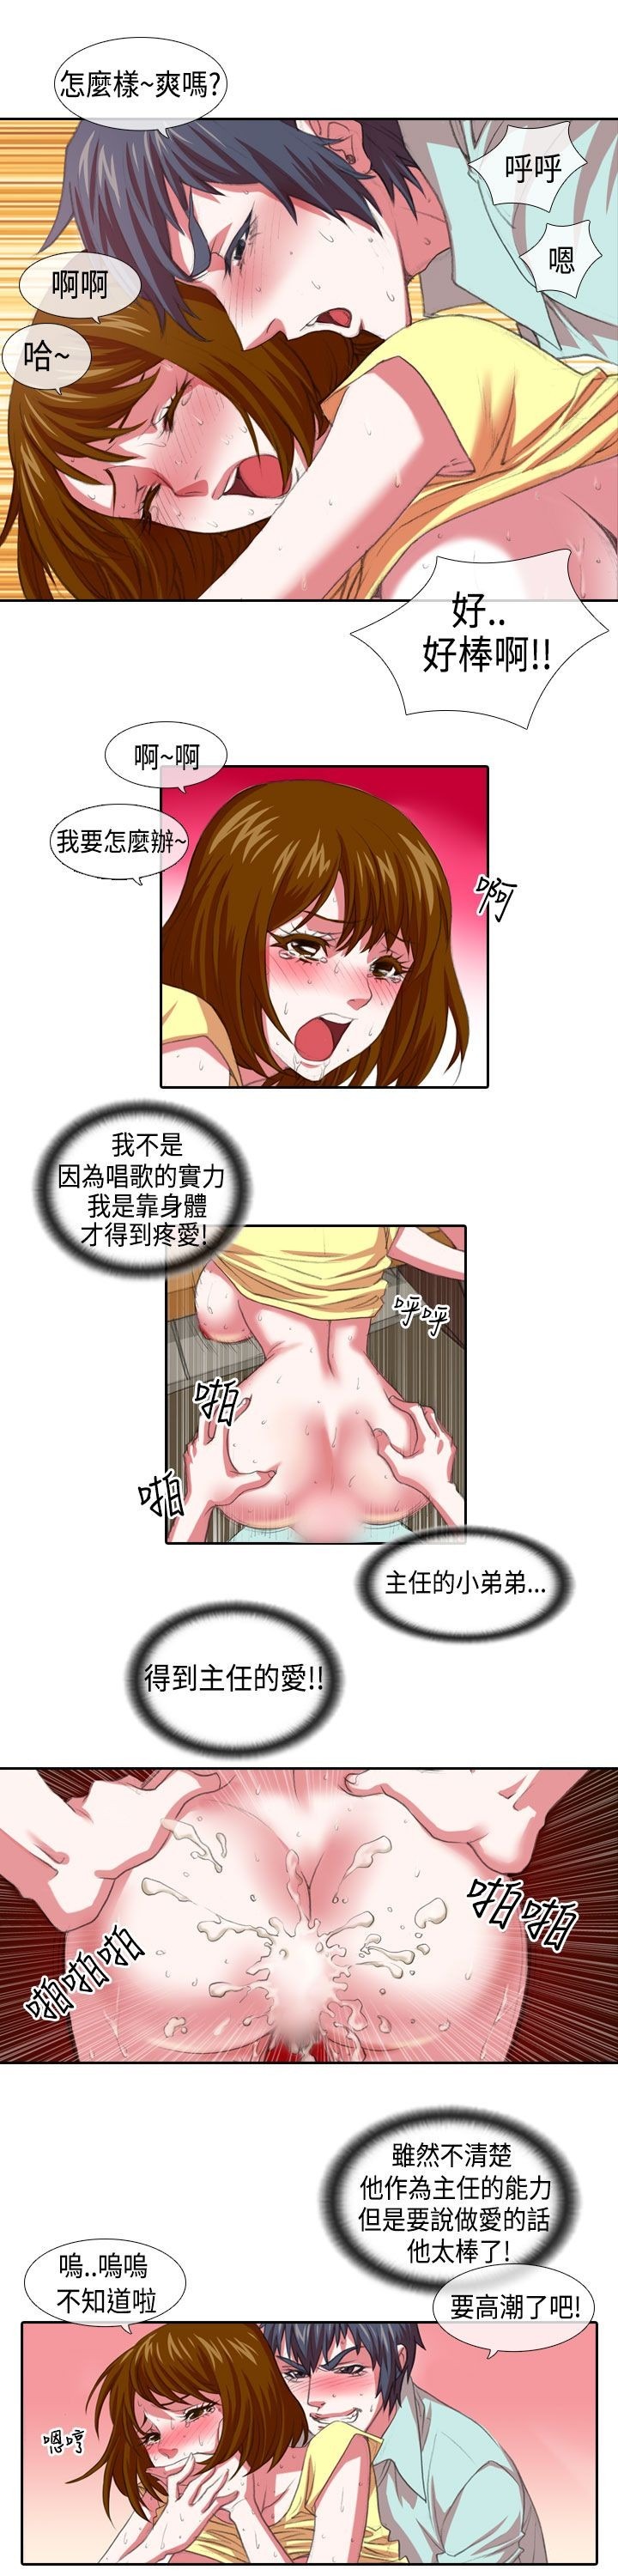 怎麼樣~爽嗎?
呼呼
嗯
啊啊
哈~
好..
好棒啊!!
啊~啊
我要怎麼辦~
啊
我不是
因為唱歌的實力
我是靠身體
才得到疼愛!
呼呼
啪
啪
主任的小弟弟...
得到主任的愛!!
啪啪
啪啪啪
雖然不清楚
他作為主任的能力
但是要說做愛的話
他太棒了!
嗚..嗚嗚
不知道啦
要高潮了吧!
嗯哼